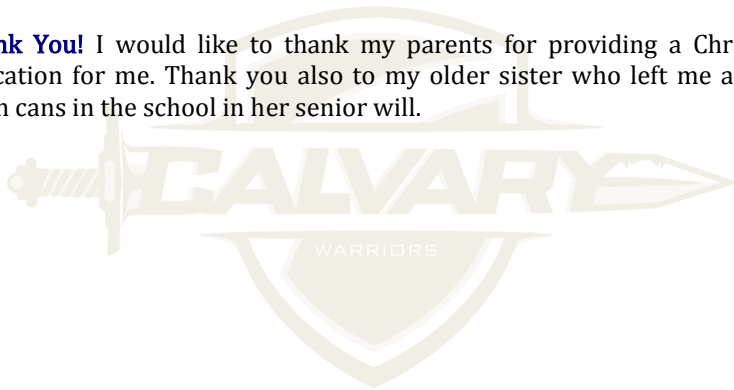 nk You! I would like to thank my parents for providing a Chr
cation for me. Thank you also to my older sister who left me a
h cans in the school in her senior will.
CALVARY
WARRIORS